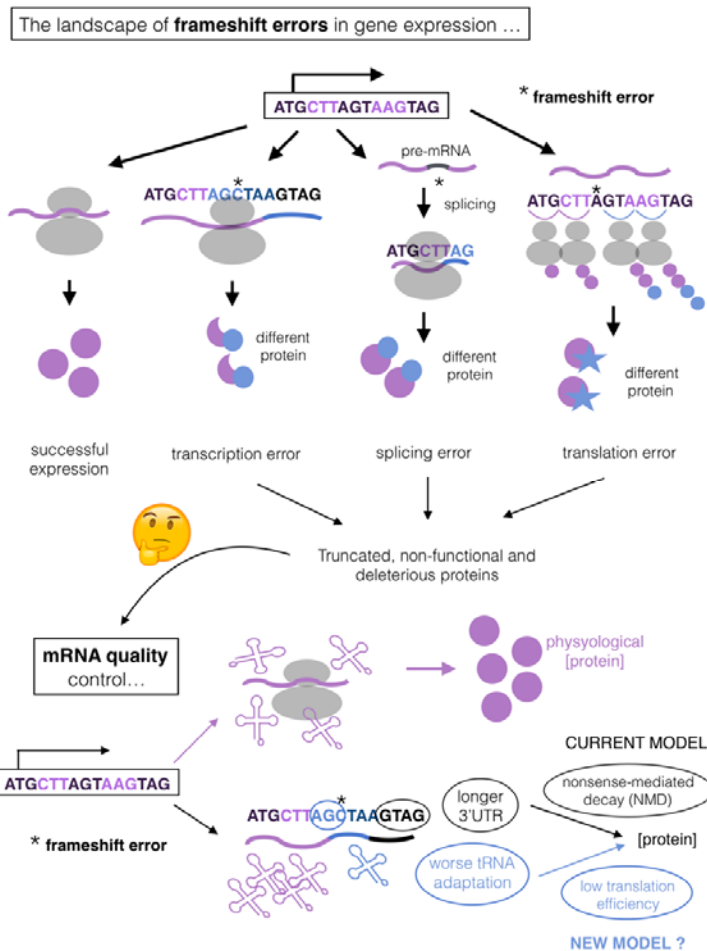 The landscape of frameshift errors in gene expression …
ATGCTTAGTAAGTAG
* frameshift error
pre-mRNA
*
splicing
*
ATGCTTAGCTAAGTAG
*
ATGCTTAGTAAGTAG
ATGCTTAG
different
protein
different
protein
different
protein
successful
expression
transcription error
splicing error
translation error
Truncated, non-functional and
deleterious proteins
mRNA quality
control…
physyological
[protein]
ATGCTTAGTAAGTAG
* frameshift error
*
ATGCTTAGCTAAGTAG
longer
3'UTR
worse tRNA
adaptation
CURRENT MODEL
nonsense-mediated
decay (NMD)
[protein]
low translation
efficiency
NEW MODEL ?